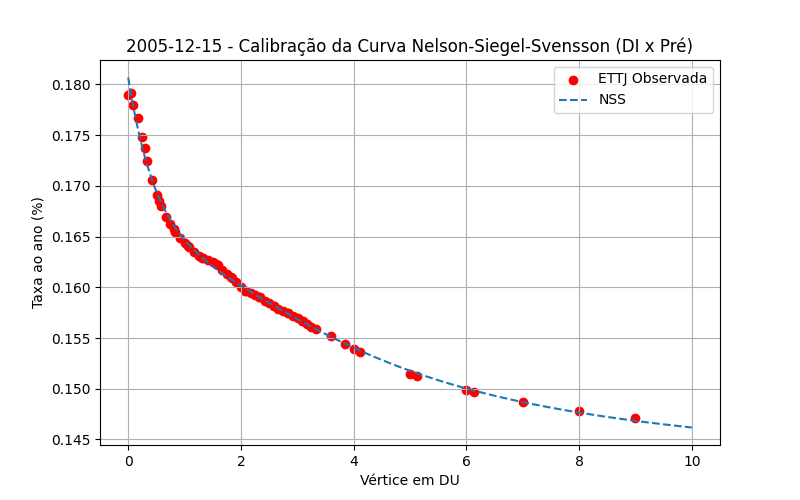 2005-12-15 - Calibração da Curva Nelson-Siegel-Svensson (DI x Pré)
ETTJ Observada
NSS
Taxa ao ano (%)
0.180
0.175
0.170
0.165
0.160
0.155
0.150
0.145
0 2 4 6 8 10
Vértice em DU